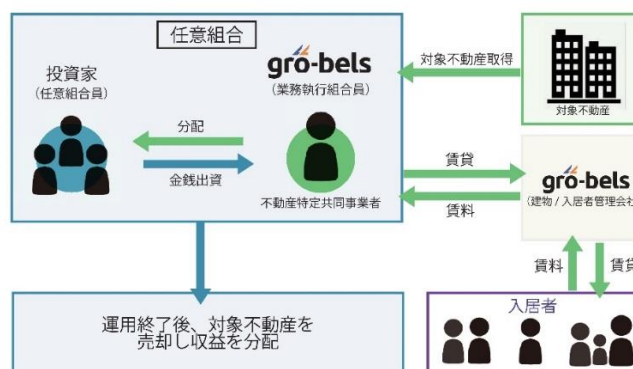 任意組合
投資家
(任意組合員)
grö-bels
(業務執行組合員)
分配
金銭出資
不動産特定共同事業者
対象不動産取得
対象不動産
賃貸
賃料
grö-bels
(建物 / 入居者管理会社
賃料
賃貸
運用終了後、対象不動産を
売却し収益を分配
入居者